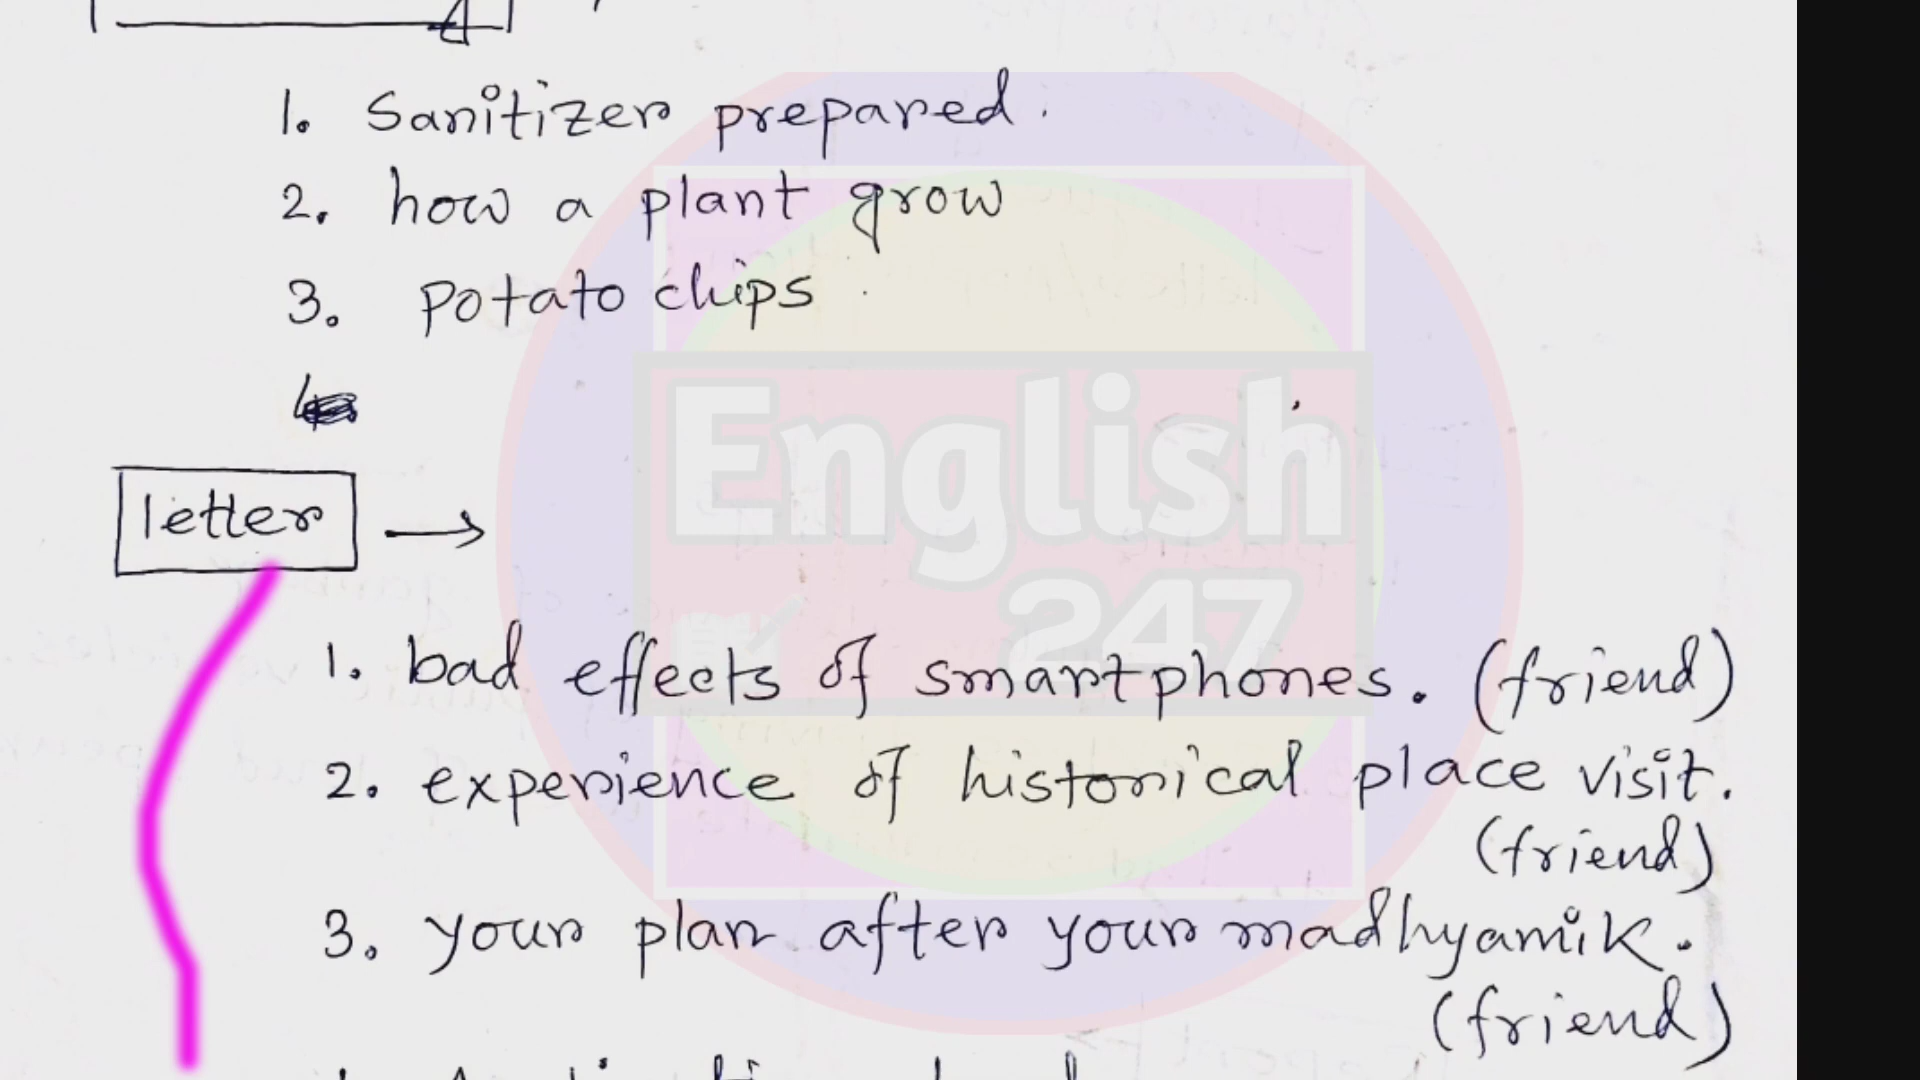 1. Sanitizer prepared.
2. how a plant grow
3. potato chips
letter →
English
247
1. bad effects of smartphones. (friend)
2. experience of historical place visit.
(friend)
3. your plan after your madhyamik.
(friend)